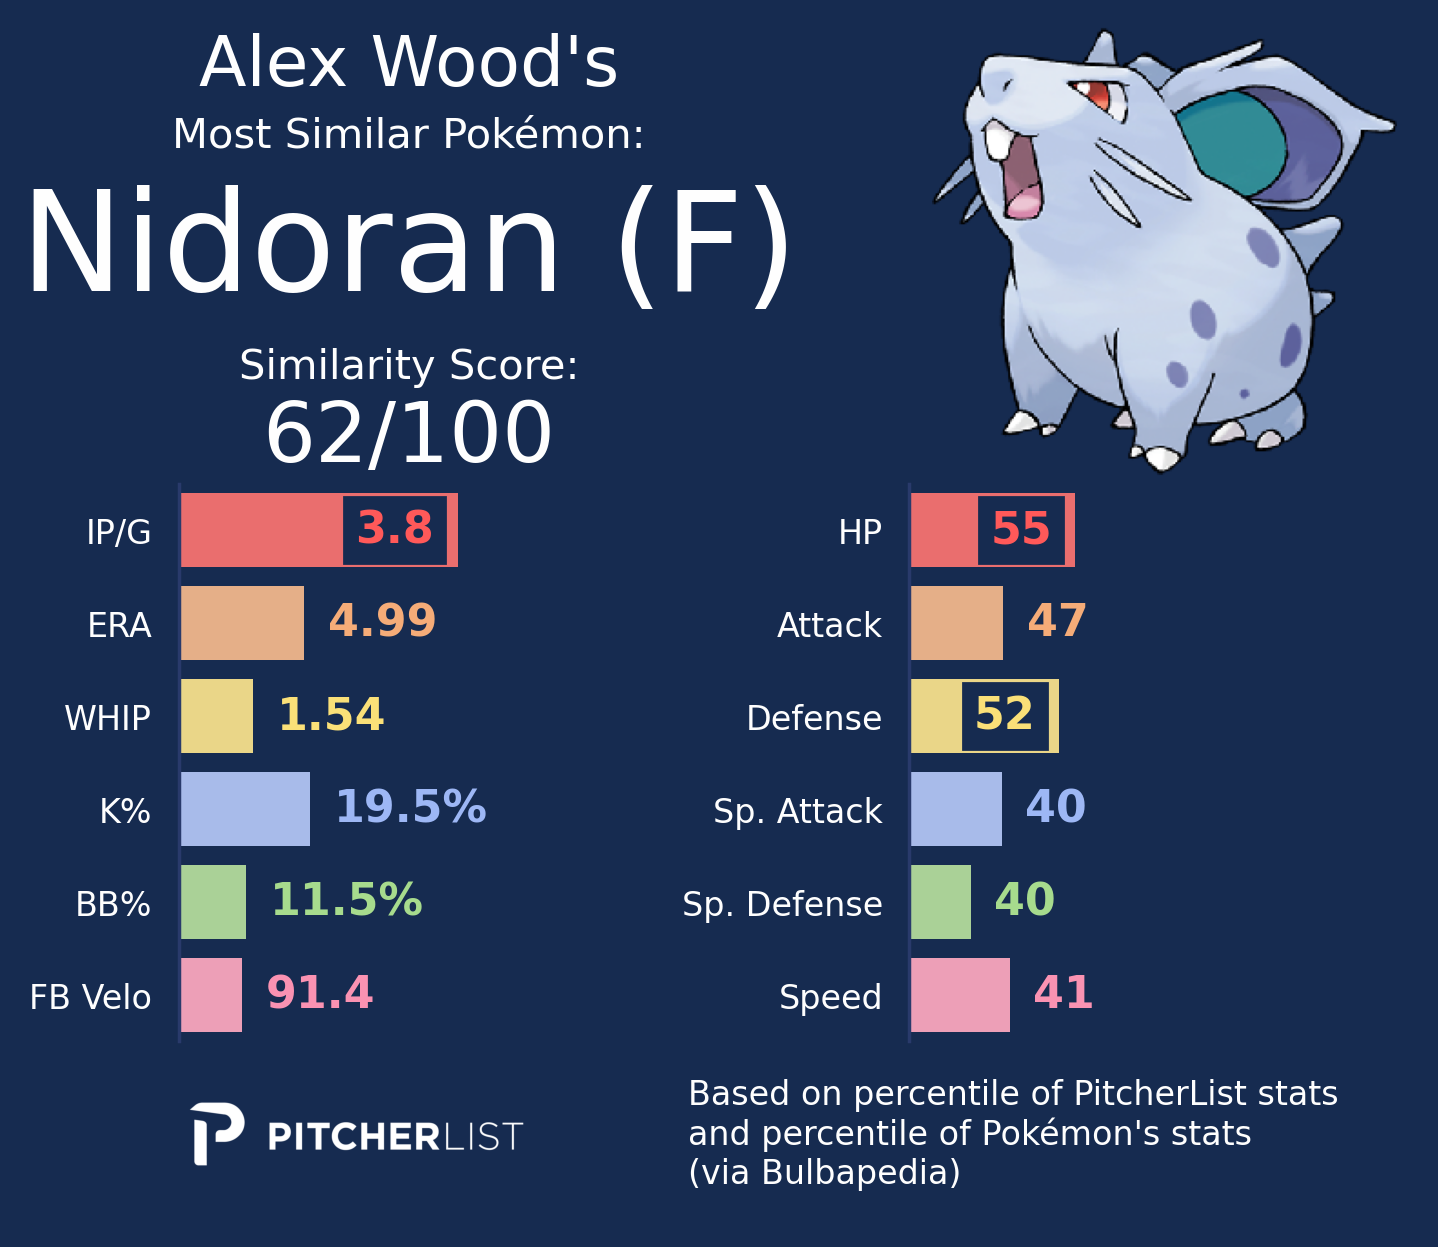 Alex Wood's
Most Similar Pokémon:
Nidoran (F)
Similarity Score:
62/100
IP/G 3.8
ERA 4.99
WHIP 1.54
K% 19.5%
BB% 11.5%
FB Velo 91.4
HP 55
Attack 47
Defense 52
Sp. Attack 40
Sp. Defense 40
Speed 41
PITCHERLIST
Based on percentile of PitcherList stats
and percentile of Pokémon's stats
(via Bulbapedia)